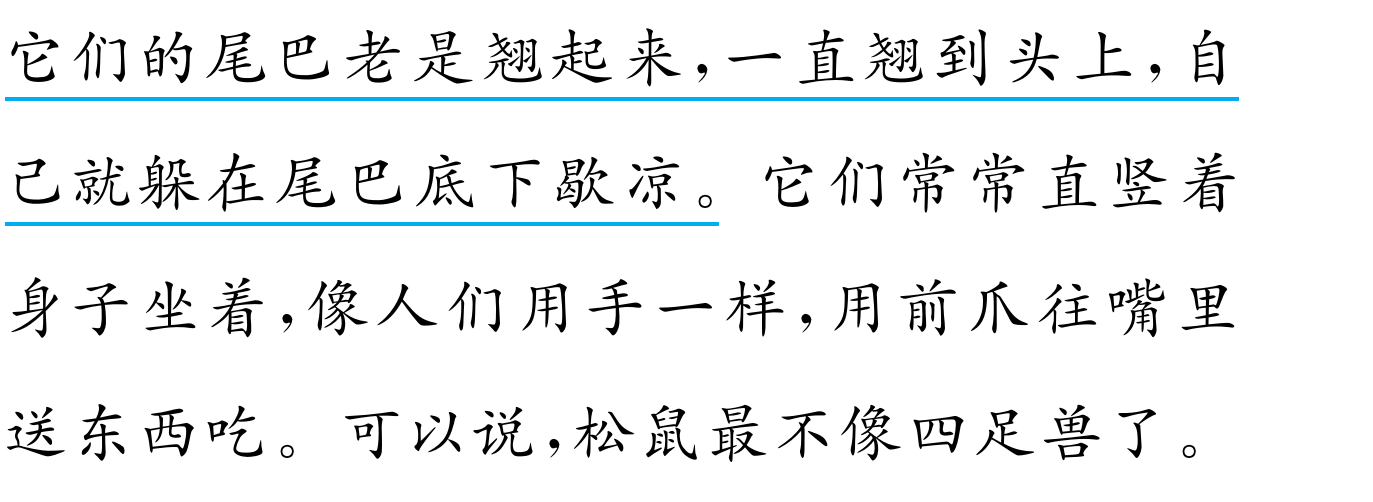 它们的尾巴老是翘起来，一直翘到头上，自
己就躲在尾巴底下歇凉。它们常常直竖着
身子坐着，像人们用手一样，用前爪往嘴里
送东西吃。可以说，松鼠最不像四足兽了。